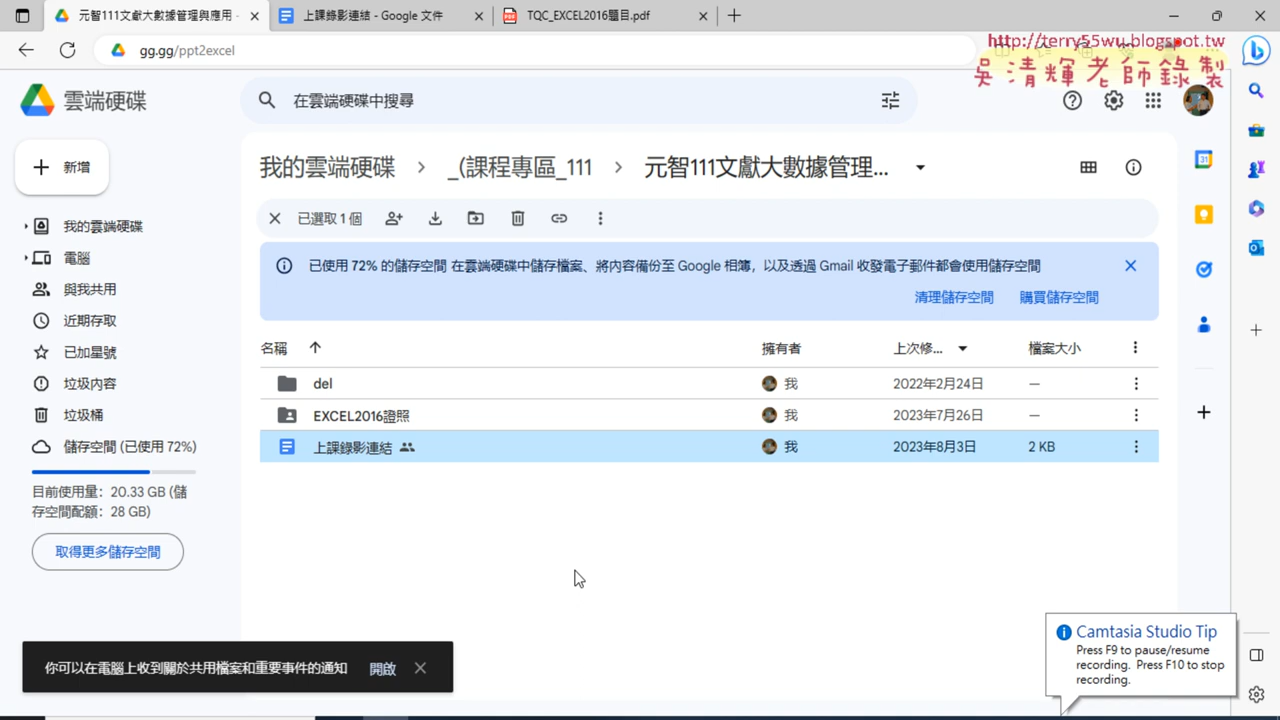 元智111文獻大數據管理與應用 -
上課錄影連結 - Google 文件
TQC_EXCEL2016題目.pdf
gg.gg/ppt2excel
http://terry55wu.blogspot.tw
吳清輝老師錄製
雲端硬碟
在雲端硬碟中搜尋
新增
我的雲端硬碟
電腦
與我共用
近期存取
已加星號
垃圾內容
垃圾桶
儲存空間 (已使用 72%)
目前使用量：20.33 GB (儲
存空間配額：28 GB)
取得更多儲存空間
我的雲端硬碟 > _(課程專區_111 > 元智111文獻大數據管理...
已選取 1 個
已使用 72% 的儲存空間 在雲端硬碟中儲存檔案、將內容備份至 Google 相簿，以及透過 Gmail 收發電子郵件都會使用儲存空間
清理儲存空間 購買儲存空間
名稱 擁有者 上次修... 檔案大小
del 我 2022年2月24日 —
EXCEL2016證照 我 2023年7月26日 —
上課錄影連結 我 2023年8月3日 2 KB
你可以在電腦上收到關於共用檔案和重要事件的通知 開啟
Camtasia Studio Tip
Press F9 to pause/resume
recording. Press F10 to stop
recording.